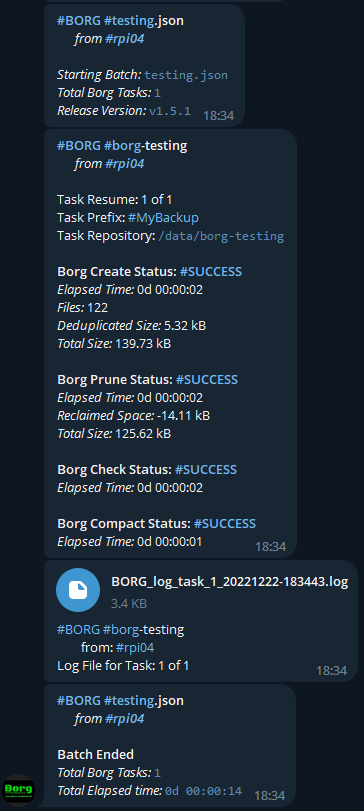 #BORG #testing.json
from #rpi04
Starting Batch: testing.json
Total Borg Tasks: 1
Release Version: v1.5.1
18:34
#BORG #borg-testing
from #rpi04
Task Resume: 1 of 1
Task Prefix: #MyBackup
Task Repository: /data/borg-testing
Borg Create Status: #SUCCESS
Elapsed Time: 0d 00:00:02
Files: 122
Deduplicated Size: 5.32 kB
Total Size: 139.73 kB
Borg Prune Status: #SUCCESS
Elapsed Time: 0d 00:00:02
Reclaimed Space: -14.11 kB
Total Size: 125.62 kB
Borg Check Status: #SUCCESS
Elapsed Time: 0d 00:00:02
Borg Compact Status: #SUCCESS
Elapsed Time: 0d 00:00:01
18:34
BORG_log_task_1_20221222-183443.log
3.4 KB
#BORG #borg-testing
from: #rpi04
Log File for Task: 1 of 1
18:34
#BORG #testing.json
from #rpi04
Batch Ended
Total Borg Tasks: 1
Total Elapsed time: 0d 00:00:14
18:34
Borg